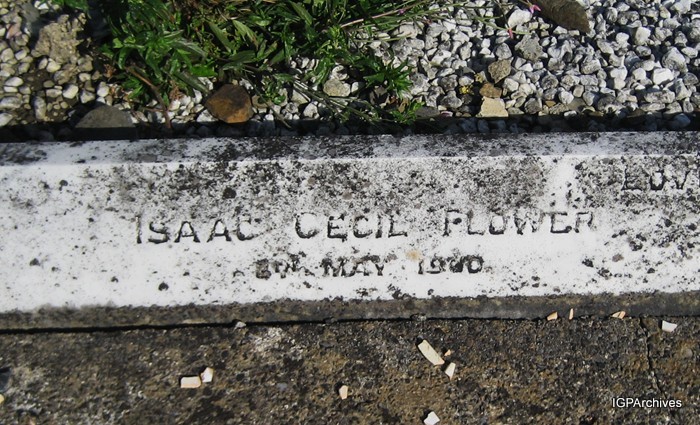 ISAAC CECIL FLOWER
MAY
IGPArchives